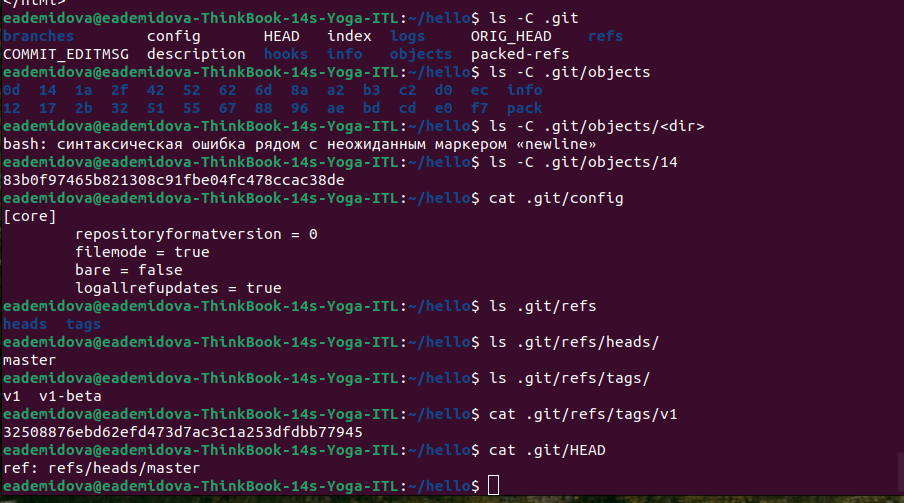 </html>
eademidova@eademidova-ThinkBook-14s-Yoga-ITL:~/hello$ ls -C .git
branches        config       HEAD   index  logs     ORIG_HEAD    refs
COMMIT_EDITMSG  description  hooks  info   objects  packed-refs
eademidova@eademidova-ThinkBook-14s-Yoga-ITL:~/hello$ ls -C .git/objects
0d  14  1a  2f  42  52  62  6d  8a  a2  b3  c2  d0  ec  info
12  17  2b  32  51  55  67  88  96  ae  bd  cd  e0  f7  pack
eademidova@eademidova-ThinkBook-14s-Yoga-ITL:~/hello$ ls -C .git/objects/<dir>
bash: синтаксическая ошибка рядом с неожиданным маркером «newline»
eademidova@eademidova-ThinkBook-14s-Yoga-ITL:~/hello$ ls -C .git/objects/14
83b0f97465b821308c91fbe04fc478ccac38de
eademidova@eademidova-ThinkBook-14s-Yoga-ITL:~/hello$ cat .git/config
[core]
        repositoryformatversion = 0
        filemode = true
        bare = false
        logallrefupdates = true
eademidova@eademidova-ThinkBook-14s-Yoga-ITL:~/hello$ ls .git/refs
heads  tags
eademidova@eademidova-ThinkBook-14s-Yoga-ITL:~/hello$ ls .git/refs/heads/
master
eademidova@eademidova-ThinkBook-14s-Yoga-ITL:~/hello$ ls .git/refs/tags/
v1  v1-beta
eademidova@eademidova-ThinkBook-14s-Yoga-ITL:~/hello$ cat .git/refs/tags/v1
32508876ebd62efd473d7ac3c1a253dfdbb77945
eademidova@eademidova-ThinkBook-14s-Yoga-ITL:~/hello$ cat .git/HEAD
ref: refs/heads/master
eademidova@eademidova-ThinkBook-14s-Yoga-ITL:~/hello$